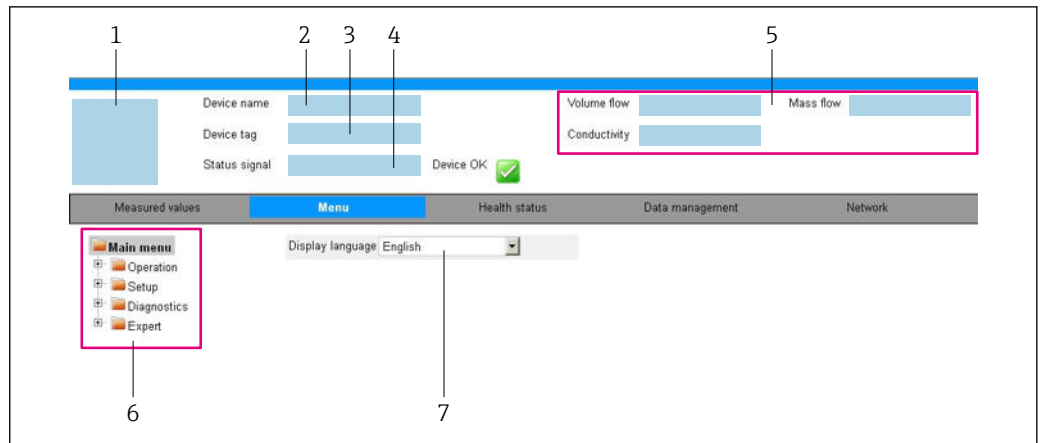 1 2 3 4 5
Device name Volume flow Mass flow
Device tag Conductivity
Status signal Device OK
Measured values Menu Health status Data management Network
Main menu Display language English
Operation
Setup
Diagnostics
Expert
6 7